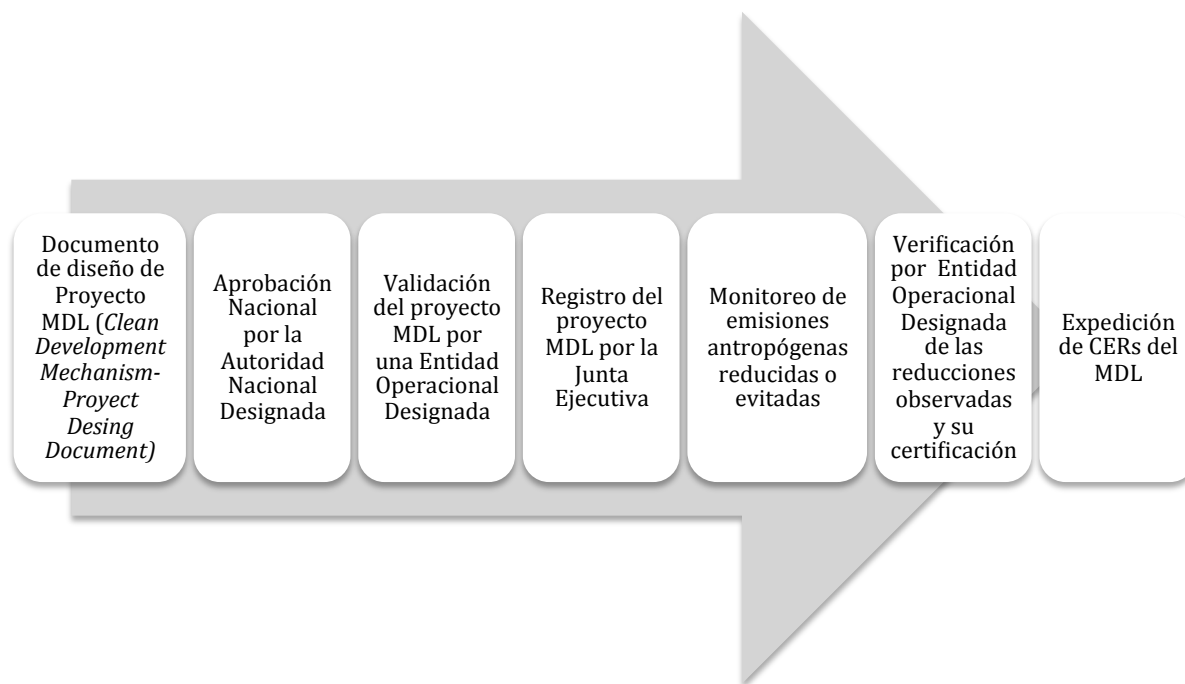 Documento
de diseño de
Proyecto
MDL (Clean
Development
Mechanism-
Proyect
Desing
Document)
Aprobación
Nacional
por la
Autoridad
Nacional
Designada
Validación
del proyecto
MDL por
una Entidad
Operacional
Designada
Registro del
proyecto
MDL por la
Junta
Ejecutiva
Monitoreo de
emisiones
antropógenas
reducidas o
evitadas
Verificación
por Entidad
Operacional
Designada
de las
reducciones
observadas
y su
certificación
Expedición
de CERs del
MDL